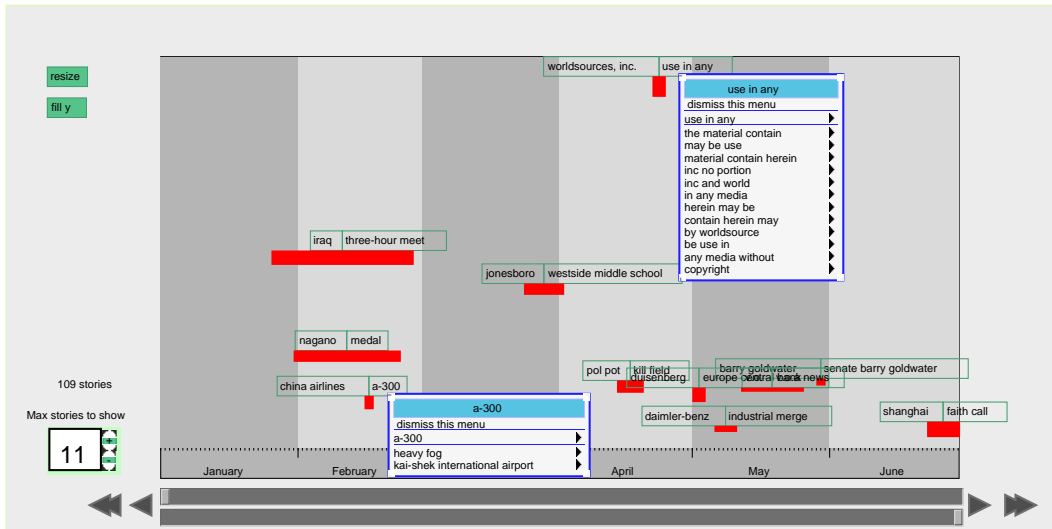 worldsources, inc. use in any
resize
use in any
fill y
dismiss this menu
use in any
the material contain
may be use
material contain herein
inc no portion
inc and world
in any media
herein may be
contain herein may
by worldsource
be use in
any media without
copyright
iraq three-hour meet
jonesboro westside middle school
nagano medal
pol pot kill field
barry goldwater senate barry goldwater
duisenberg europe central bank
news
109 stories
china airlines a-300
a-300
dismiss this menu
a-300
heavy fog
kai-shek international airport
daimler-benz industrial merge
shanghai faith call
Max stories to show
11
+
-
January February April May June